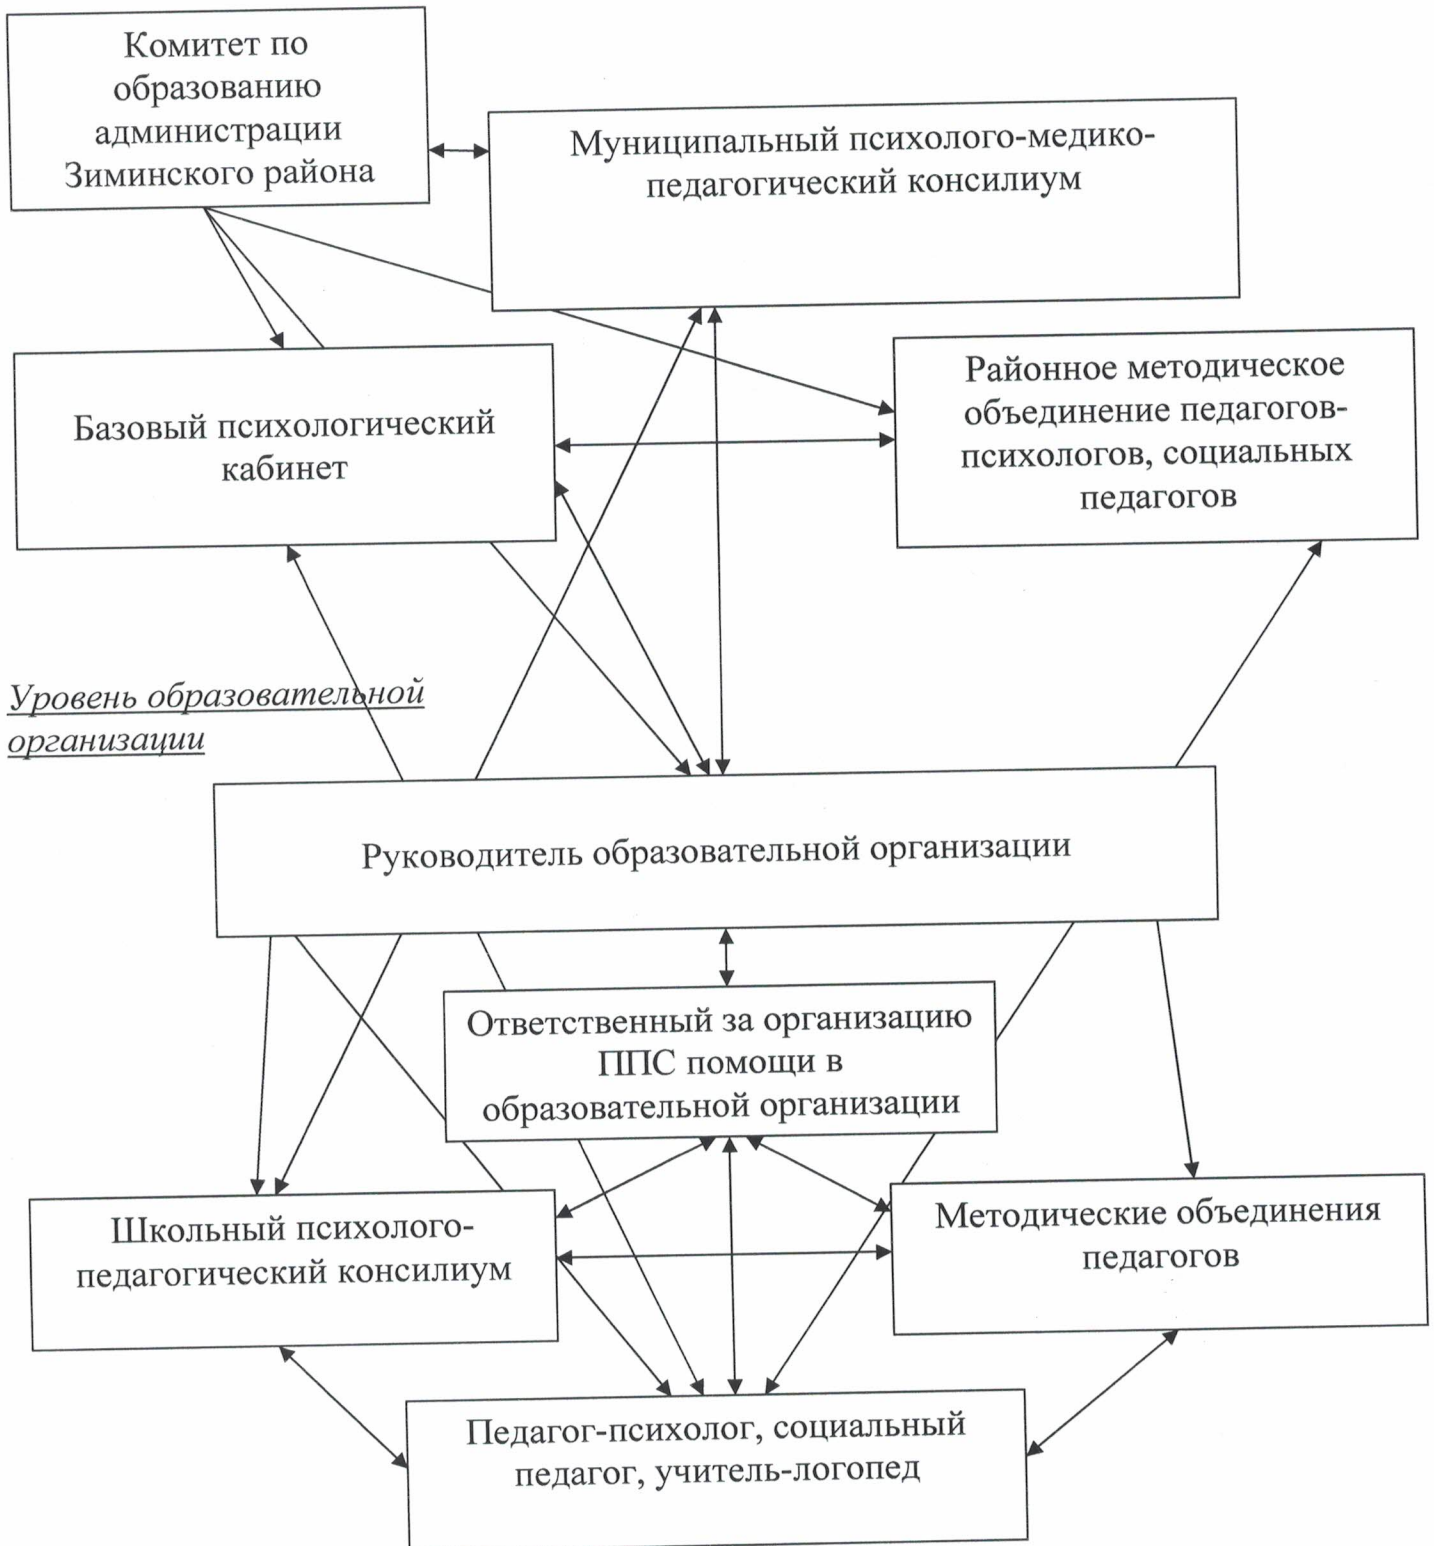 Комитет по
образованию
администрации
Зиминского района
Муниципальный психолого-медико-
педагогический консилиум
Базовый психологический
кабинет
Районное методическое
объединение педагогов-
психологов, социальных
педагогов
Уровень образовательной
организации
Руководитель образовательной организации
Ответственный за организацию
ППС помощи в
образовательной организации
Школьный психолого-
педагогический консилиум
Методические объединения
педагогов
Педагог-психолог, социальный
педагог, учитель-логопед